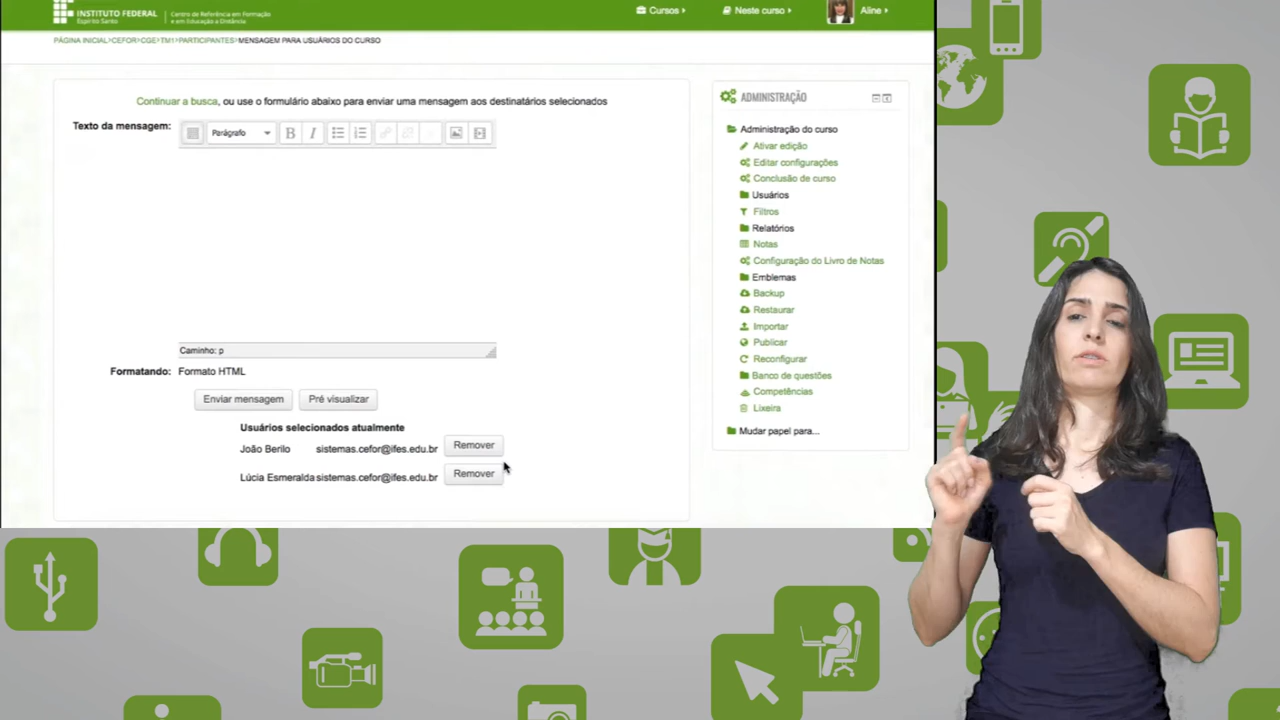 INSTITUTO FEDERAL
Espírito Santo
Centro de Referência em Formação
e em Educação a Distância
Cursos
Neste curso
Aline
PÁGINA INICIAL>CEFOR>CGE>TM1>PARTICIPANTES>MENSAGEM PARA USUÁRIOS DO CURSO
Continuar a busca, ou use o formulário abaixo para enviar uma mensagem aos destinatários selecionados
Texto da mensagem:
Parágrafo
B I
Caminho: p
Formatando: Formato HTML
Enviar mensagem
Pré visualizar
Usuários selecionados atualmente
João Berilo sistemas.cefor@ifes.edu.br Remover
Lúcia Esmeralda sistemas.cefor@ifes.edu.br Remover
ADMINISTRAÇÃO
Administração do curso
Ativar edição
Editar configurações
Conclusão de curso
Usuários
Filtros
Relatórios
Notas
Configuração do Livro de Notas
Emblemas
Backup
Restaurar
Importar
Publicar
Reconfigurar
Banco de questões
Competências
Lixeira
Mudar papel para...